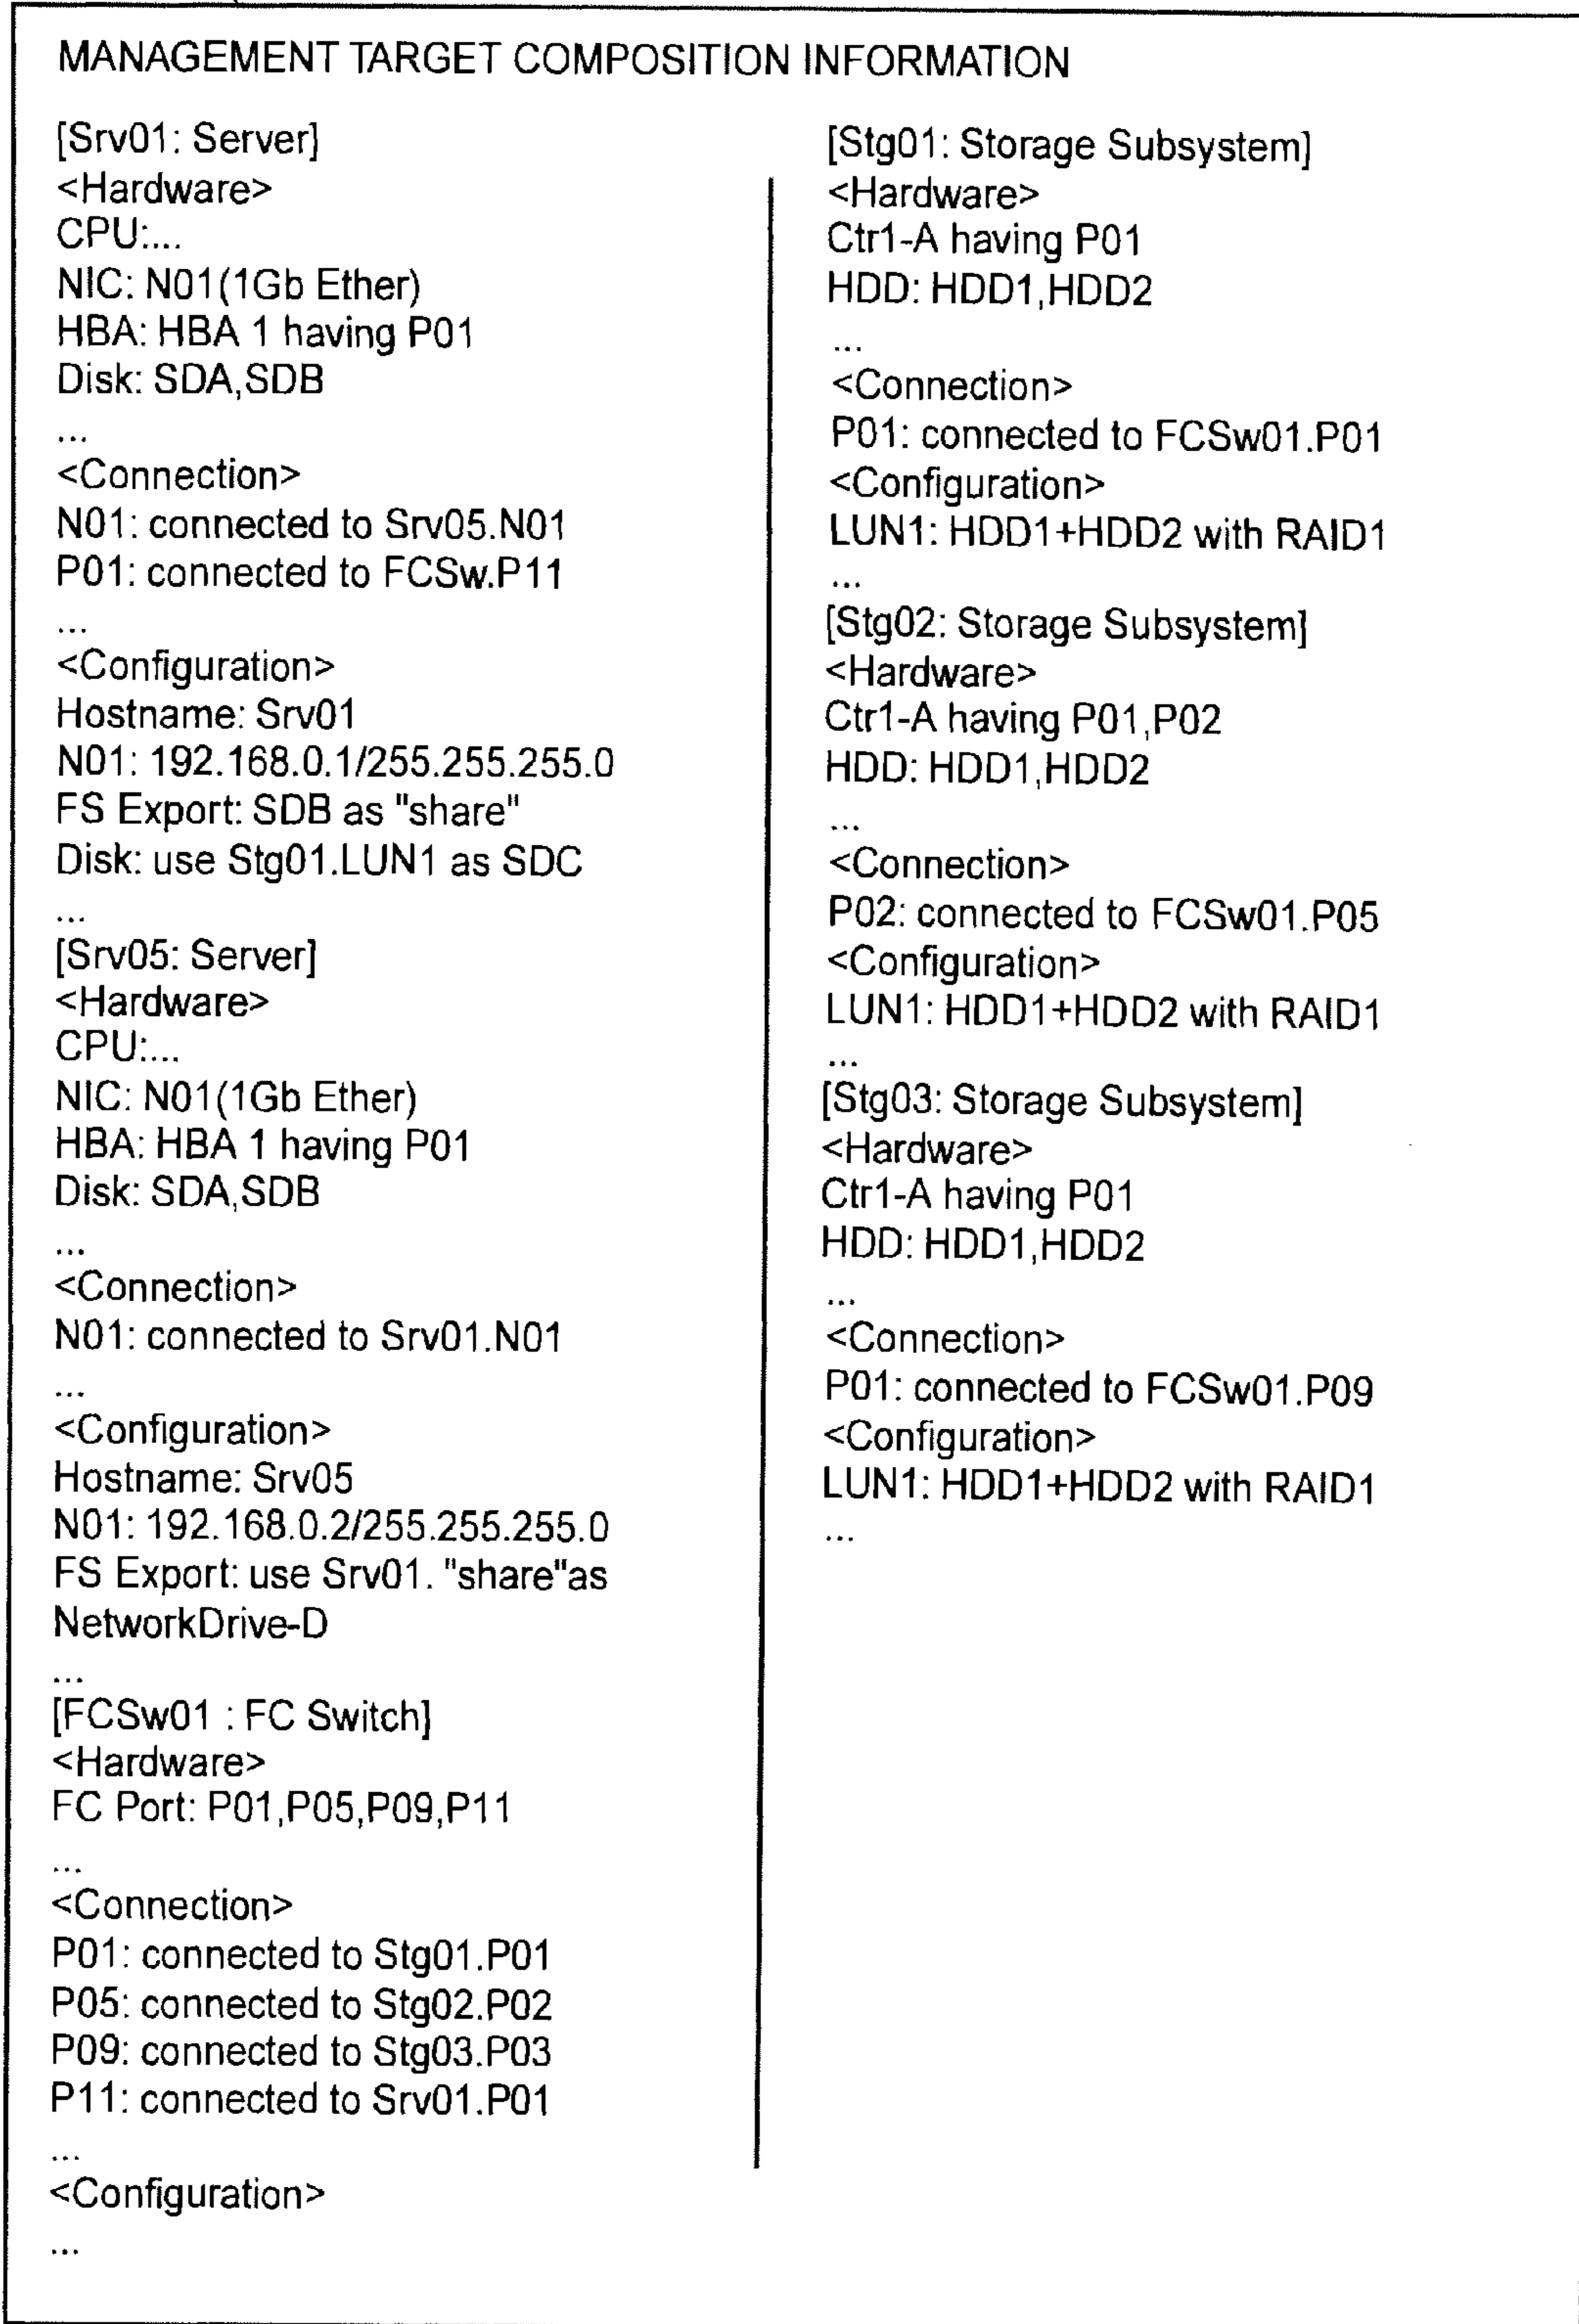 MANAGEMENT TARGET COMPOSITION INFORMATION
[Srv01: Server]
<Hardware>
CPU:...
NIC: N01(1Gb Ether)
HBA: HBA 1 having P01
Disk: SDA,SDB
...
<Connection>
N01: connected to Srv05.N01
P01: connected to FCSw.P11
...
<Configuration>
Hostname: Srv01
N01: 192.168.0.1/255.255.255.0
FS Export: SDB as "share"
Disk: use Stg01.LUN1 as SDC
...
[Srv05: Server]
<Hardware>
CPU:...
NIC: N01(1Gb Ether)
HBA: HBA 1 having P01
Disk: SDA,SDB
...
<Connection>
N01: connected to Srv01.N01
...
<Configuration>
Hostname: Srv05
N01: 192.168.0.2/255.255.255.0
FS Export: use Srv01. "share"as
NetworkDrive-D
...
[FCSw01 : FC Switch]
<Hardware>
FC Port: P01,P05,P09,P11
...
<Connection>
P01: connected to Stg01.P01
P05: connected to Stg02.P02
P09: connected to Stg03.P03
P11: connected to Srv01.P01
...
<Configuration>
...
[Stg01: Storage Subsystem]
<Hardware>
Ctr1-A having P01
HDD: HDD1,HDD2
...
<Connection>
P01: connected to FCSw01.P01
<Configuration>
LUN1: HDD1+HDD2 with RAID1
...
[Stg02: Storage Subsystem]
<Hardware>
Ctr1-A having P01,P02
HDD: HDD1,HDD2
...
<Connection>
P02: connected to FCSw01.P05
<Configuration>
LUN1: HDD1+HDD2 with RAID1
...
[Stg03: Storage Subsystem]
<Hardware>
Ctr1-A having P01
HDD: HDD1,HDD2
...
<Connection>
P01: connected to FCSw01.P09
<Configuration>
LUN1: HDD1+HDD2 with RAID1
...